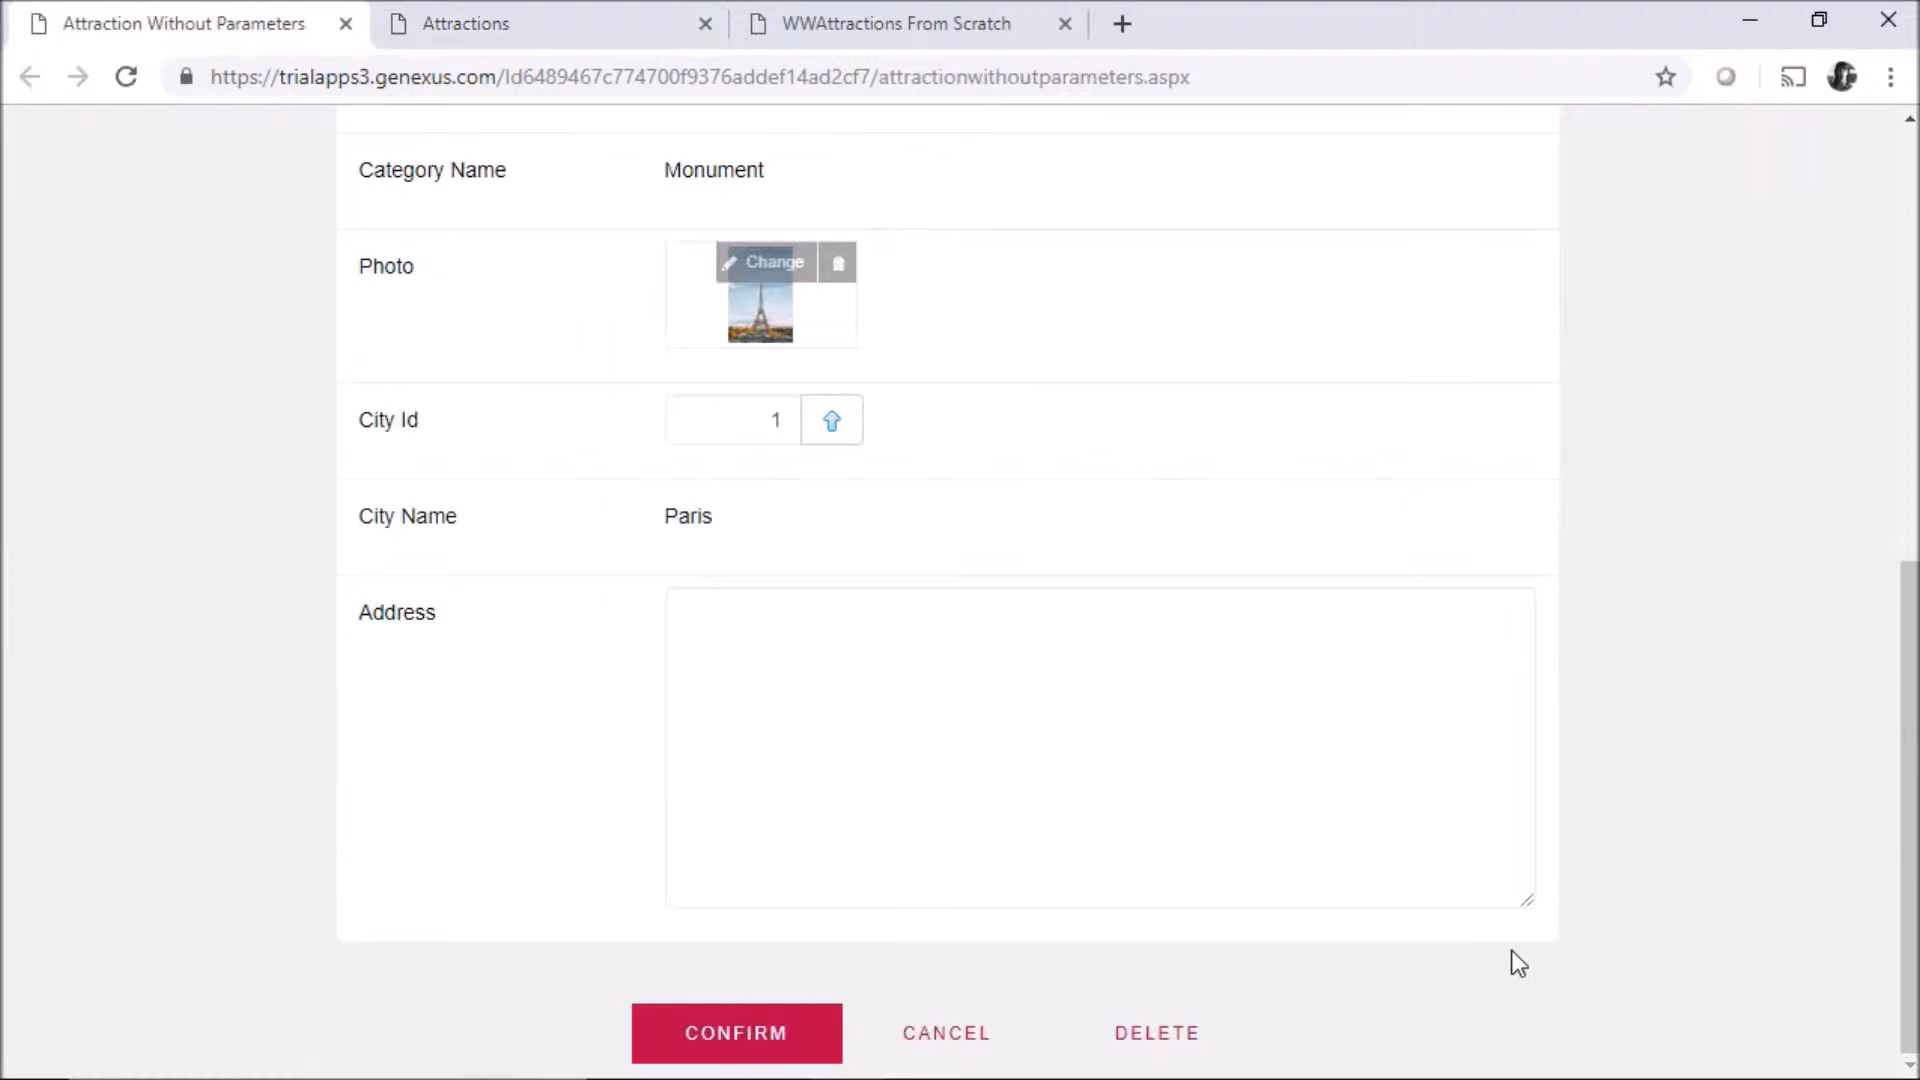 Attraction Without Parameters
Attractions
WWAttractions From Scratch
https://trialapps3.genexus.com/Id6489467c774700f9376addef14ad2cf7/attractionwithoutparameters.aspx
Category Name
Monument
Photo
Change
City Id
1
City Name
Paris
Address
CONFIRM
CANCEL
DELETE